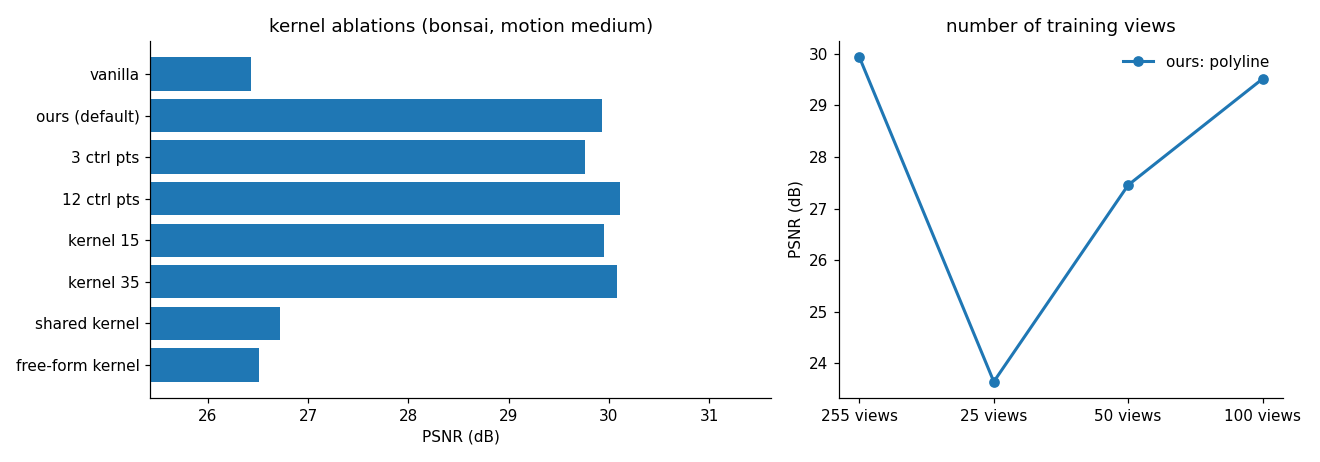 kernel ablations (bonsai, motion medium)
vanilla
ours (default)
3 ctrl pts
12 ctrl pts
kernel 15
kernel 35
shared kernel
free-form kernel
26 27 28 29 30 31
PSNR (dB)
number of training views
ours: polyline
30
29
28
27
26
25
24
PSNR (dB)
255 views 25 views 50 views 100 views